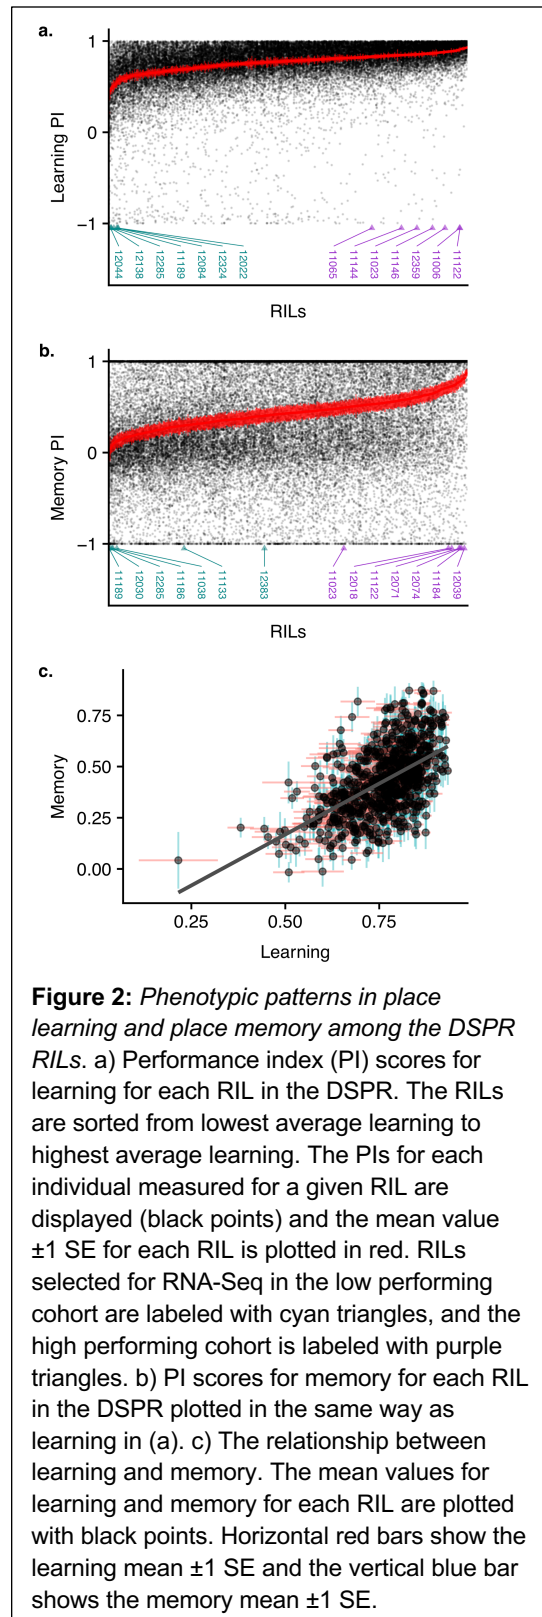 a.
1
0
−1
Learning PI
12044
12138
12285
11189
12084
12324
12022
11065
11144
11023
11146
12359
11006
11122
RILs
b.
1
0
−1
Memory PI
11189
12030
12285
11186
11038
11133
12383
11023
12018
11122
12071
12074
11184
12039
RILs
c.
0.75
0.50
0.25
0.00
Memory
0.25
0.50
0.75
Learning
Figure 2: Phenotypic patterns in place
learning and place memory among the DSPR
RILs. a) Performance index (PI) scores for
learning for each RIL in the DSPR. The RILs
are sorted from lowest average learning to
highest average learning. The PIs for each
individual measured for a given RIL are
displayed (black points) and the mean value
±1 SE for each RIL is plotted in red. RILs
selected for RNA-Seq in the low performing
cohort are labeled with cyan triangles, and the
high performing cohort is labeled with purple
triangles. b) PI scores for memory for each RIL
in the DSPR plotted in the same way as
learning in (a). c) The relationship between
learning and memory. The mean values for
learning and memory for each RIL are plotted
with black points. Horizontal red bars show the
learning mean ±1 SE and the vertical blue bar
shows the memory mean ±1 SE.